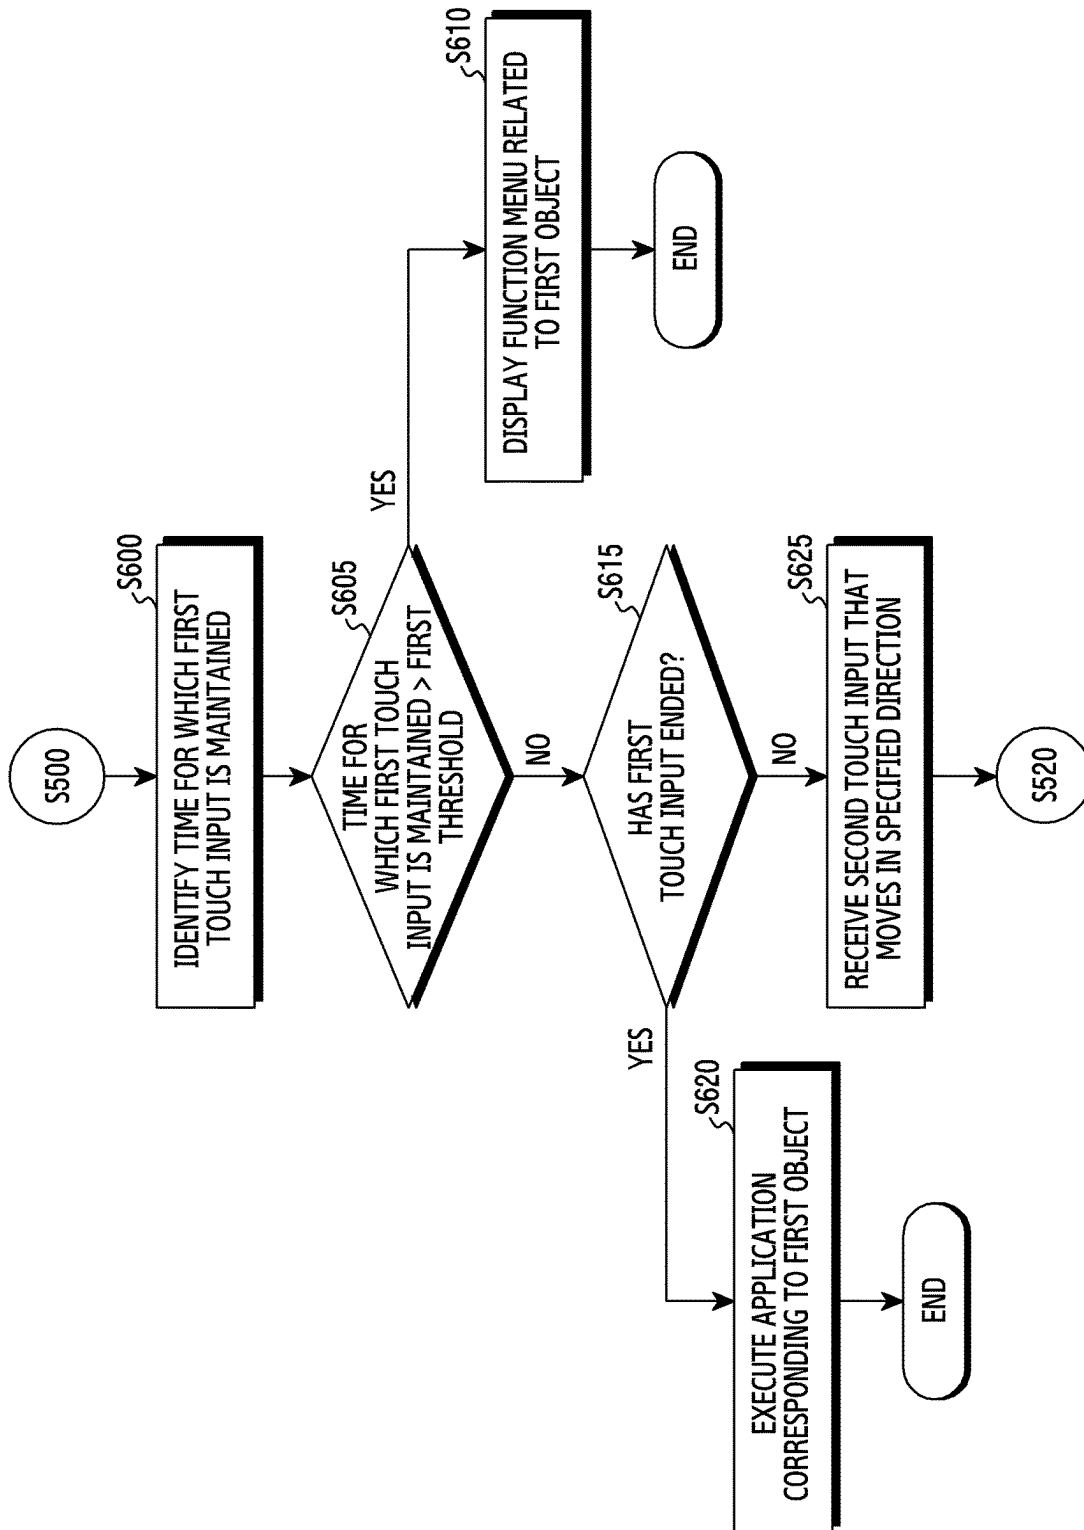 S500
S600
IDENTIFY TIME FOR WHICH FIRST
TOUCH INPUT IS MAINTAINED
S605
TIME FOR
WHICH FIRST TOUCH
INPUT IS MAINTAINED > FIRST
THRESHOLD
YES
S610
DISPLAY FUNCTION MENU RELATED
TO FIRST OBJECT
END
NO
S615
HAS FIRST
TOUCH INPUT ENDED?
YES
S620
EXECUTE APPLICATION
CORRESPONDING TO FIRST OBJECT
END
NO
S625
RECEIVE SECOND TOUCH INPUT THAT
MOVES IN SPECIFIED DIRECTION
S520